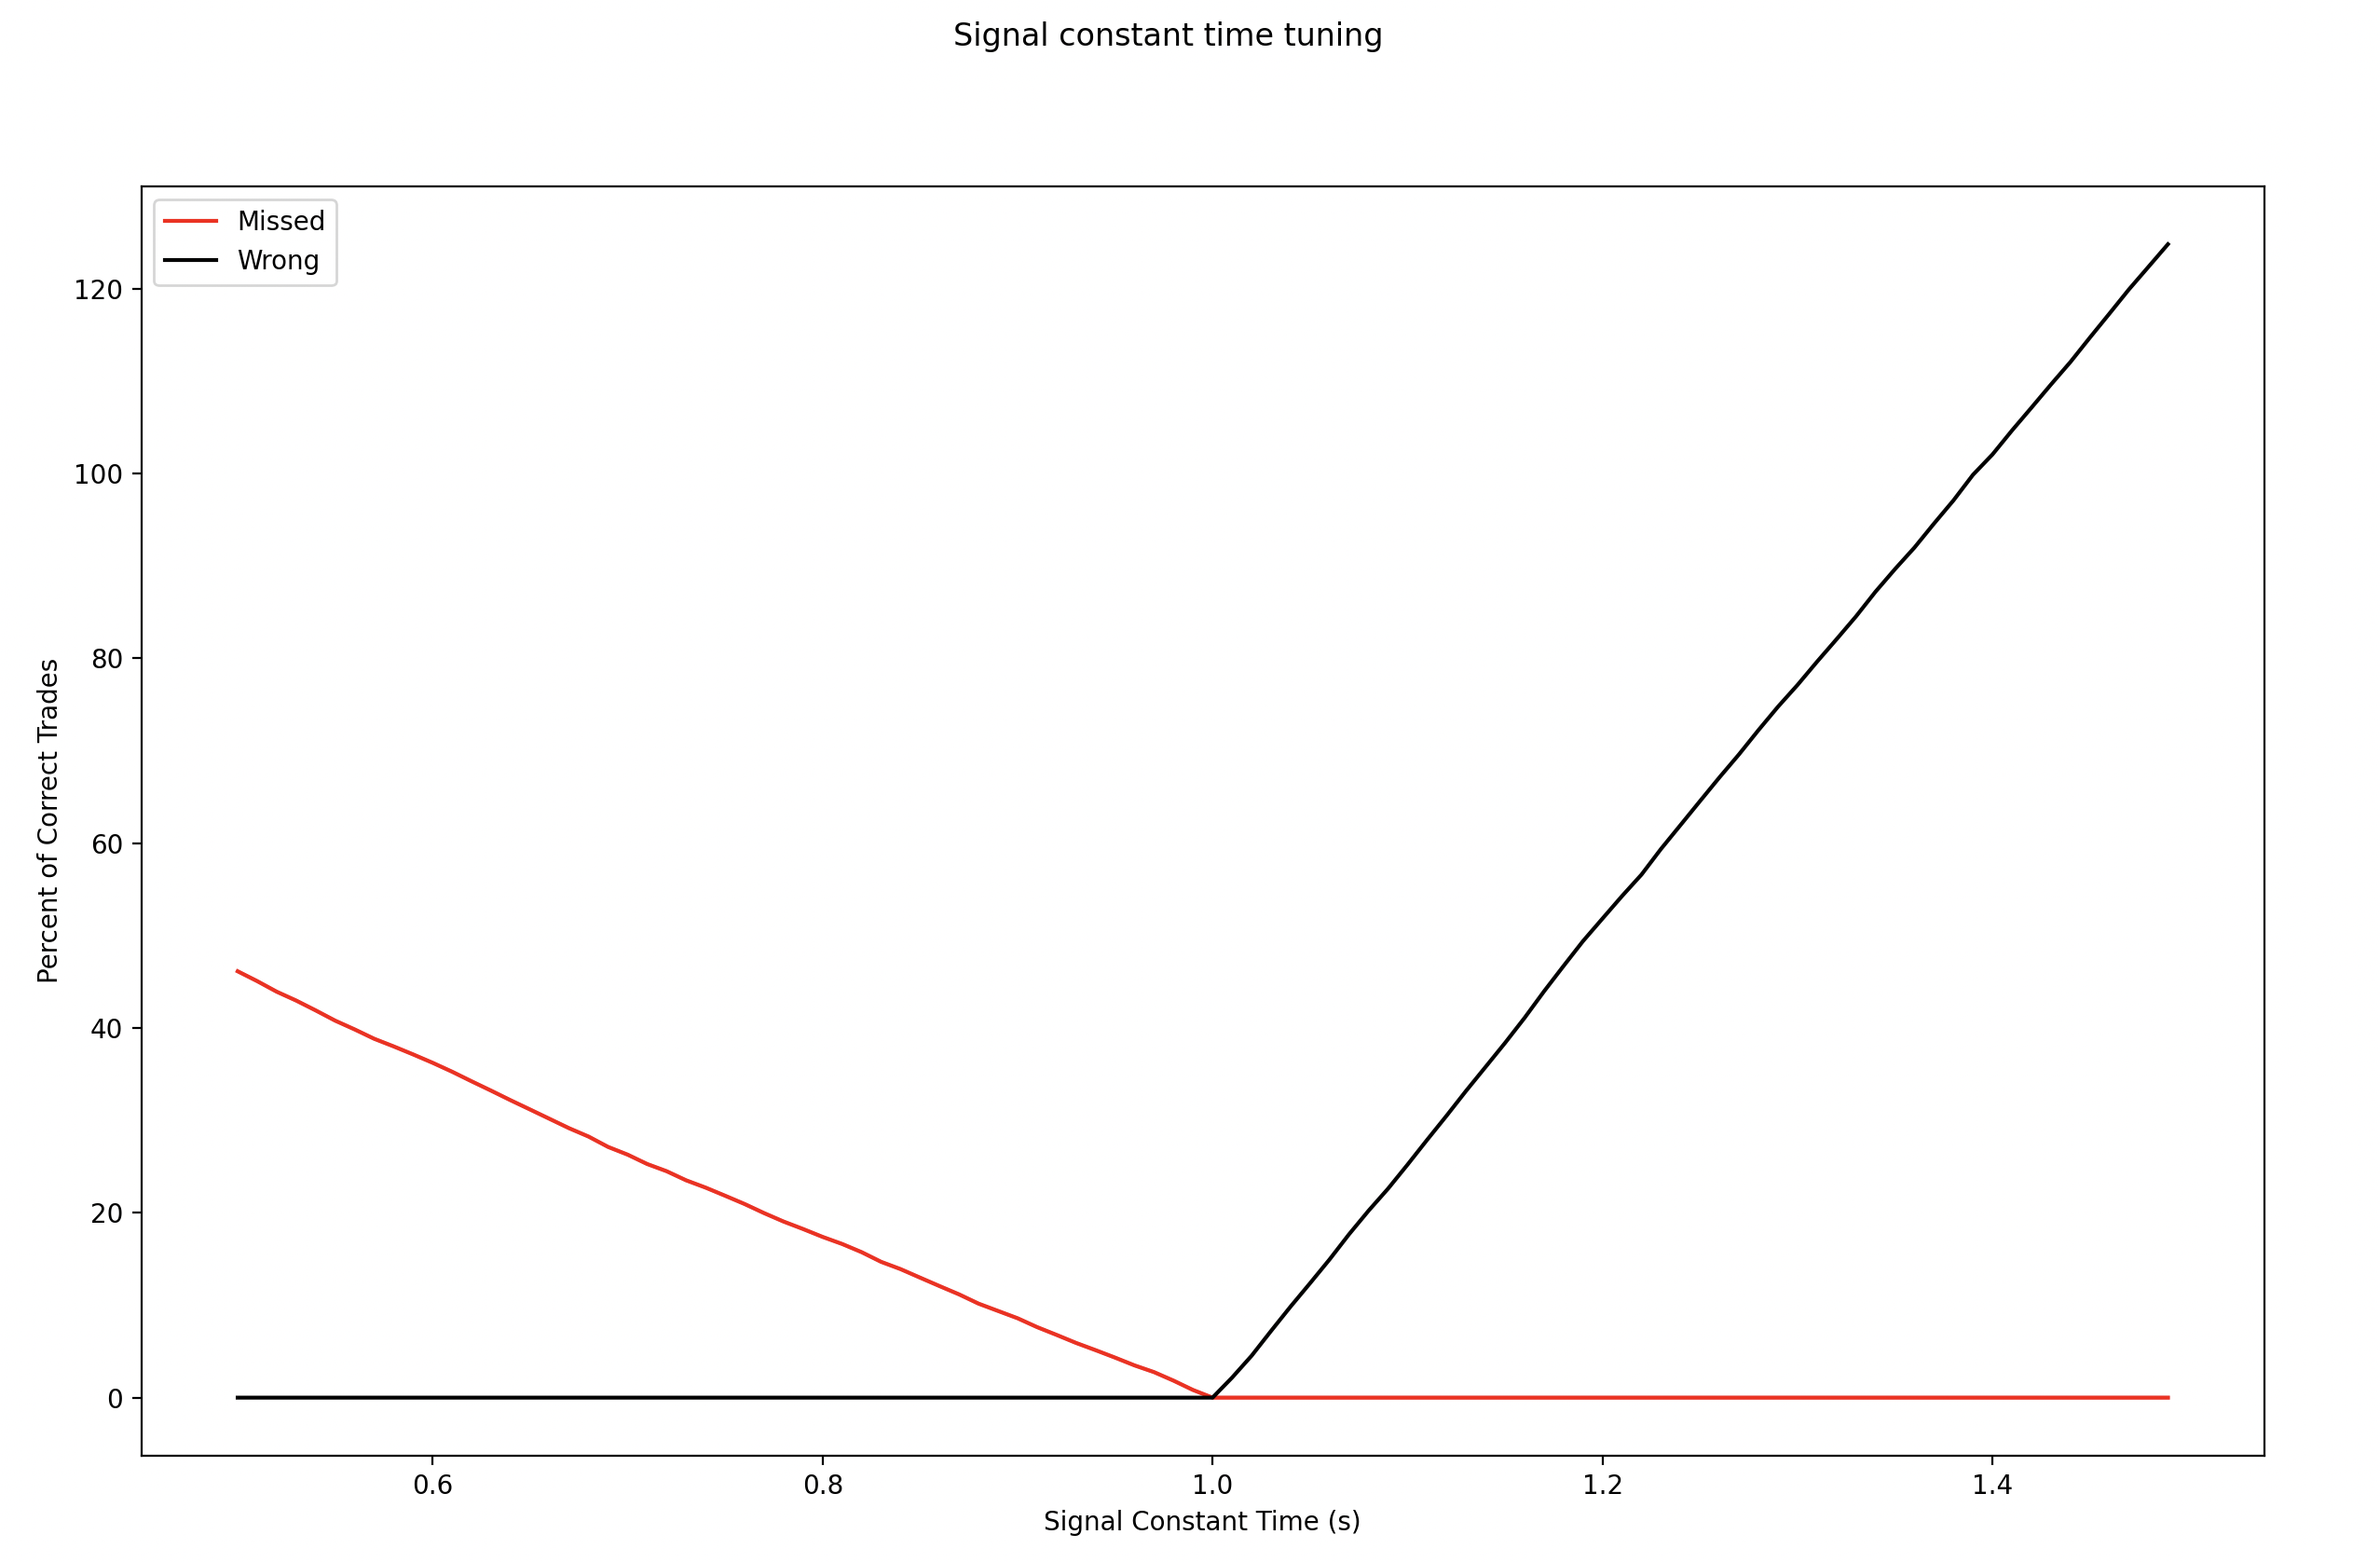 Signal constant time tuning
Missed
Wrong
120
100
80
60
40
20
0
Percent of Correct Trades
0.6
0.8
1.0
1.2
1.4
Signal Constant Time (s)